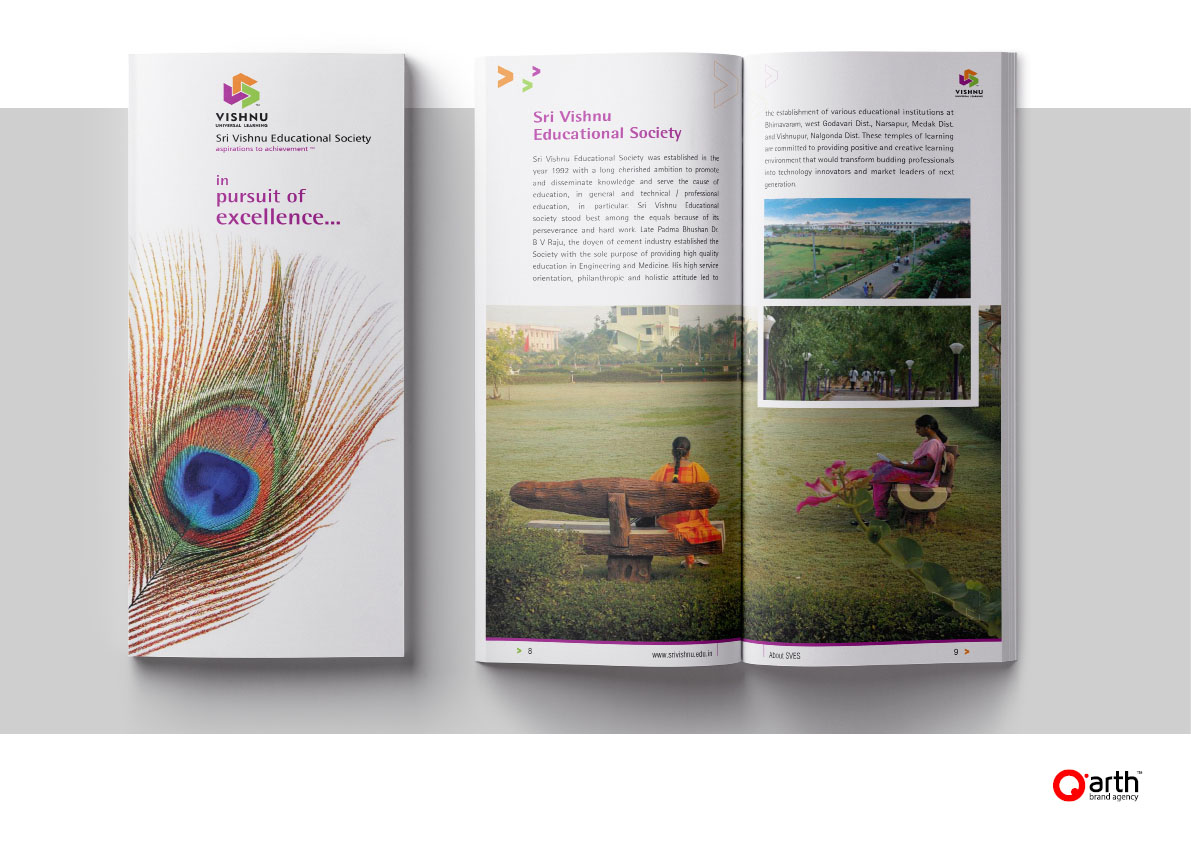 VISHNU
UNIVERSAL LEARNING
Sri Vishnu Educational Society
aspirations to achievement ™
in
pursuit of
excellence...
Sri Vishnu
Educational Society
Sri Vishnu Educational Society was established in the
year 1992 with a long cherished ambition to promote
and disseminate knowledge and serve the cause of
education, in general and technical / professional
education, in particular. Sri Vishnu Educational
society stood best among the equals because of its
perseverance and hard work. Late Padma Bhushan Dr.
B V Raju, the doyen of cement industry established the
Society with the sole purpose of providing high quality
education in Engineering and Medicine. His high service
orientation, philanthropic and holistic attitude led to
8
www.srivishnu.edu.in
VISHNU
UNIVERSAL LEARNING
the establishment of various educational institutions at
Bhimavaram, west Godavari Dist., Narsapur, Medak Dist.
and Vishnupur, Nalgonda Dist. These temples of learning
are committed to providing positive and creative learning
environment that would transform budding professionals
into technology innovators and market leaders of next
generation.
About SVES
9
arth™
brand agency